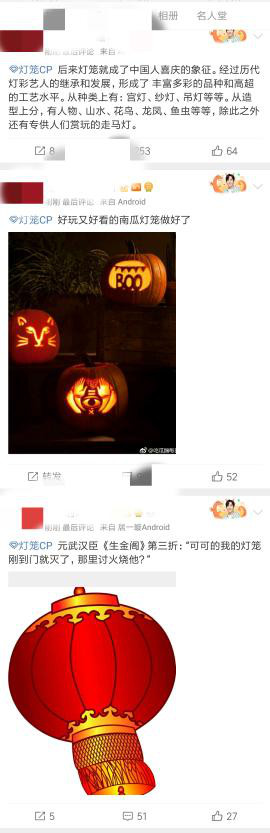 相册 名人堂
刚刚 最后评论 来自 Android
灯笼CP 后来灯笼就成了中国人喜庆的象征。经过历代
灯彩艺人的继承和发展,形成了 丰富多彩的品种和高超
的工艺水平。从种类上有:宫灯、纱灯、吊灯等等。从造
型上分,有人物、山水、花鸟、龙凤、鱼虫等等,除此之外
还有专供人们赏玩的走马灯。
8 253 64
刚刚 最后评论 来自 Android
灯笼CP 好玩又好看的南瓜灯笼做好了
BOO
转发 52
刚刚 最后评论 来自 居一璇Android
灯笼CP 元武汉臣《生金阁》第三折:“可可的我的灯笼
刚到门就灭了,那里讨火烧他?”
5 51 27